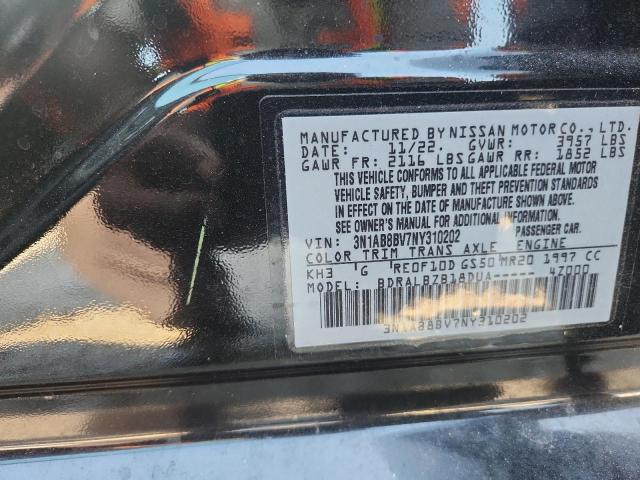 MANUFACTURED BY NISSAN MOTOR CO., LTD.
DATE: 11/22. GVWR: 3957 LBS
GAWR FR: 2116 LBS GAWR RR: 1852 LBS
THIS VEHICLE CONFORMS TO ALL APPLICABLE FEDERAL MOTOR
VEHICLE SAFETY, BUMPER AND THEFT PREVENTION STANDARDS
IN EFFECT ON THE DATE OF MANUFACTURE SHOWN ABOVE.
SEE OWNER'S MANUAL FOR ADDITIONAL INFORMATION.
VIN: 3N1AB8BV7NY310202 PASSENGER CAR
COLOR TRIM TRANS AXLE ENGINE
KH3 G RE0F10D GS50 MR20 1997 CC
MODEL: BDRALBZB18DUA----- 47000
3N1AB8BV7NY310202